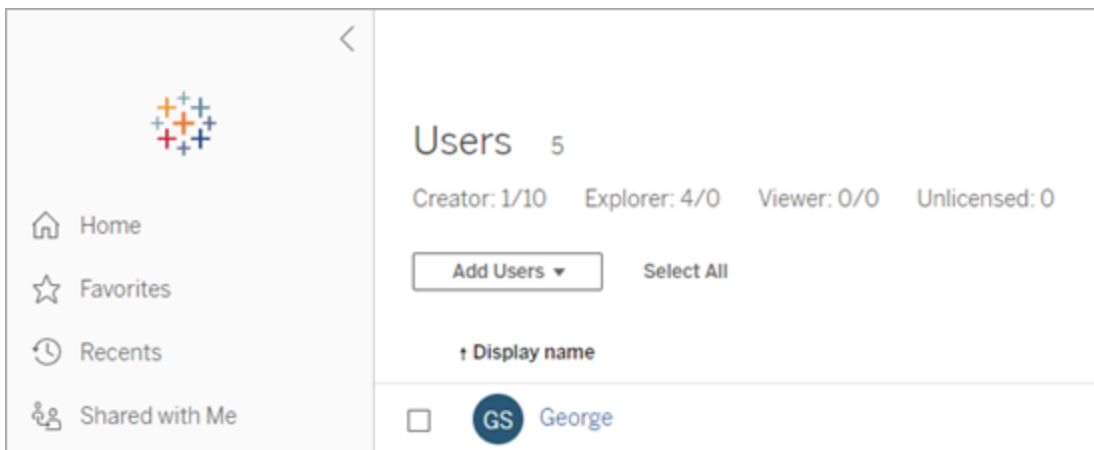 Home
Favorites
Recents
Shared with Me
Users 5
Creator: 1/10 Explorer: 4/0 Viewer: 0/0 Unlicensed: 0
Add Users ▾ Select All
↑ Display name
GS George